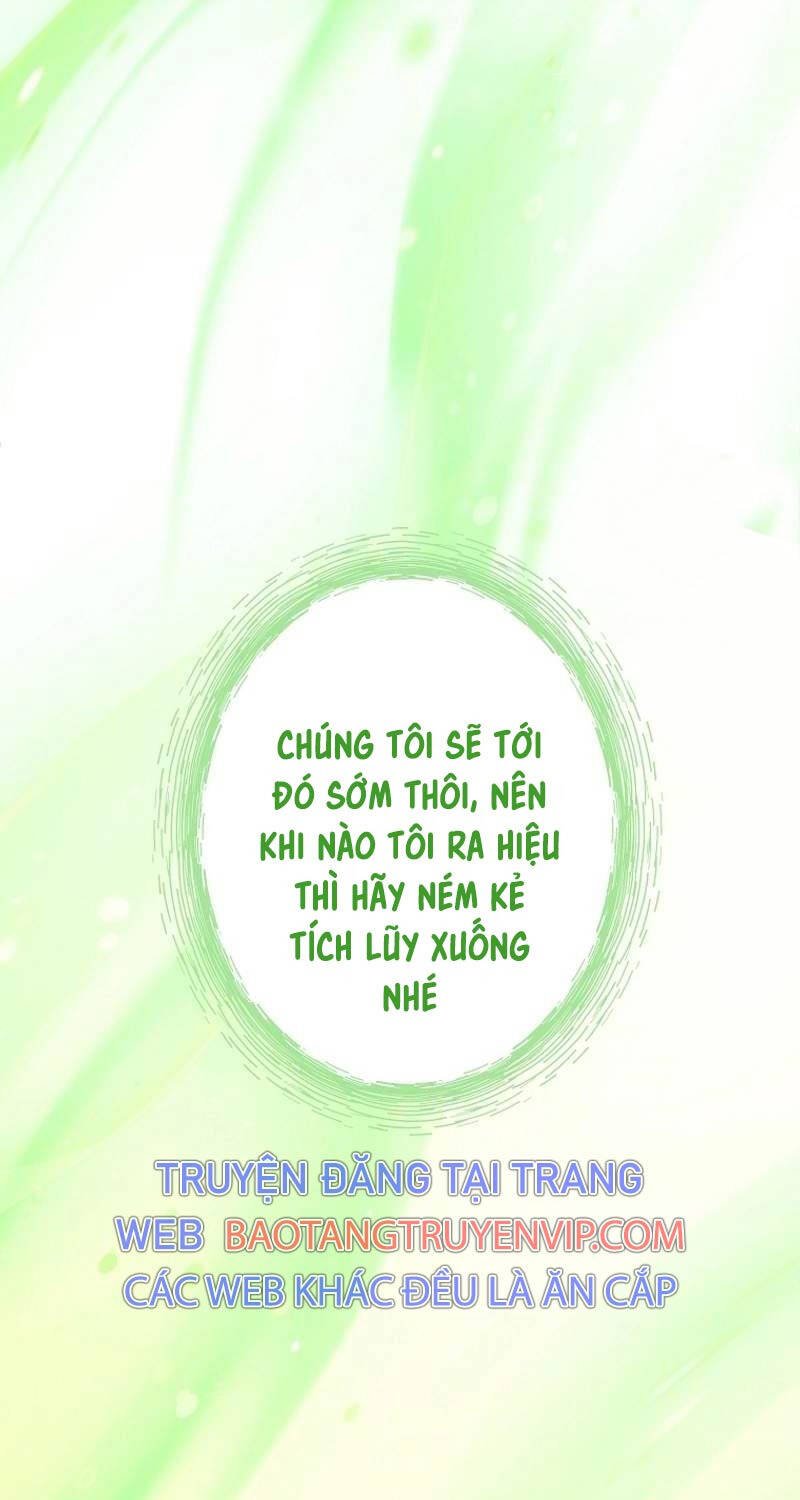 CHÚNG TÔI SẼ TỚI
ĐÓ SỚM THÔI, NÊN
KHI NÀO TÔI RA HIỆU
THÌ HÃY NÉM KẺ
TÍCH LŨY XUỐNG
NHÉ
TRUYỆN ĐĂNG TẠI TRANG
WEB BAOTANGTRUYENVIP.COM
CÁC WEB KHÁC ĐỀU LÀ ĂN CẮP